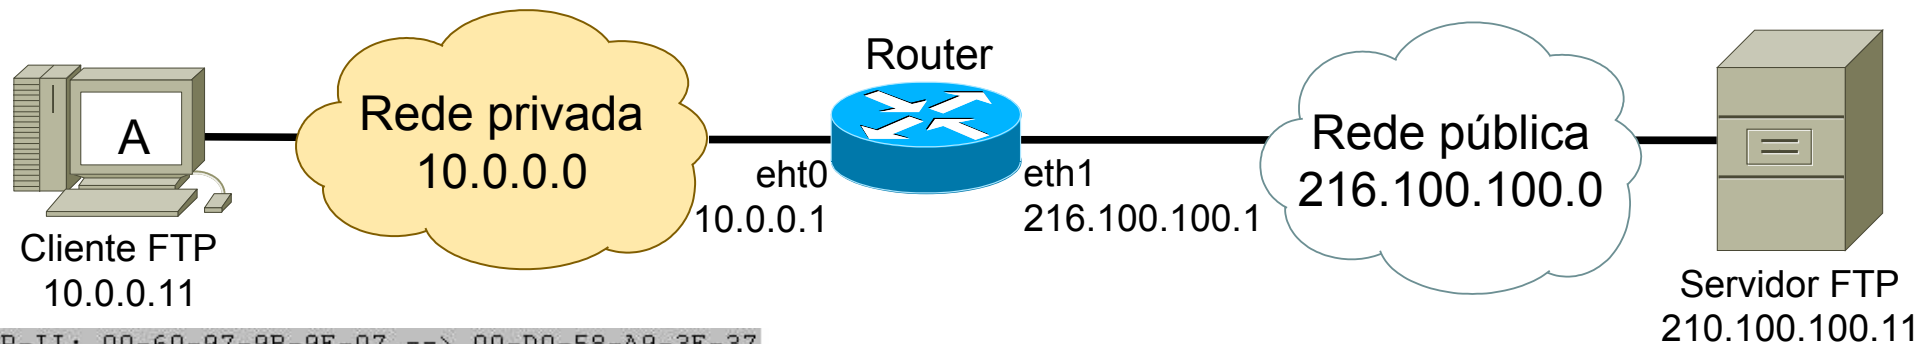 Router
A
Rede privada
10.0.0.0
Rede pública
216.100.100.0
eht0
10.0.0.1
eth1
216.100.100.1
Cliente FTP
10.0.0.11
Servidor FTP
210.100.100.11